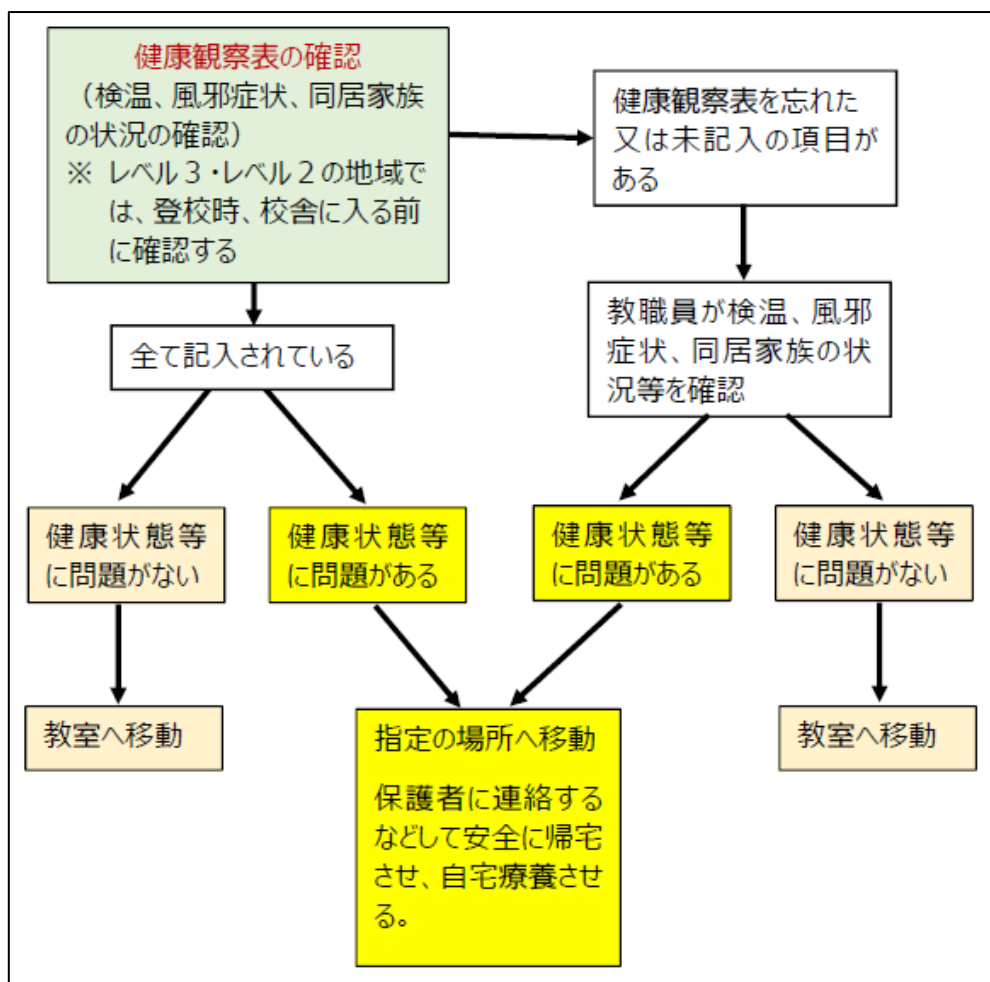 健康観察表の確認
（検温、風邪症状、同居家族
の状況の確認）
※ レベル３・レベル２の地域で
は、登校時、校舎に入る前
に確認する
健康観察表を忘れた
又は未記入の項目が
ある
全て記入されている
教職員が検温、風邪
症状、同居家族の状
況等を確認
健康状態等
に問題がない
健康状態等
に問題がある
健康状態等
に問題がある
健康状態等
に問題がない
教室へ移動
指定の場所へ移動
保護者に連絡する
などして安全に帰宅
させ、自宅療養させ
る。
教室へ移動